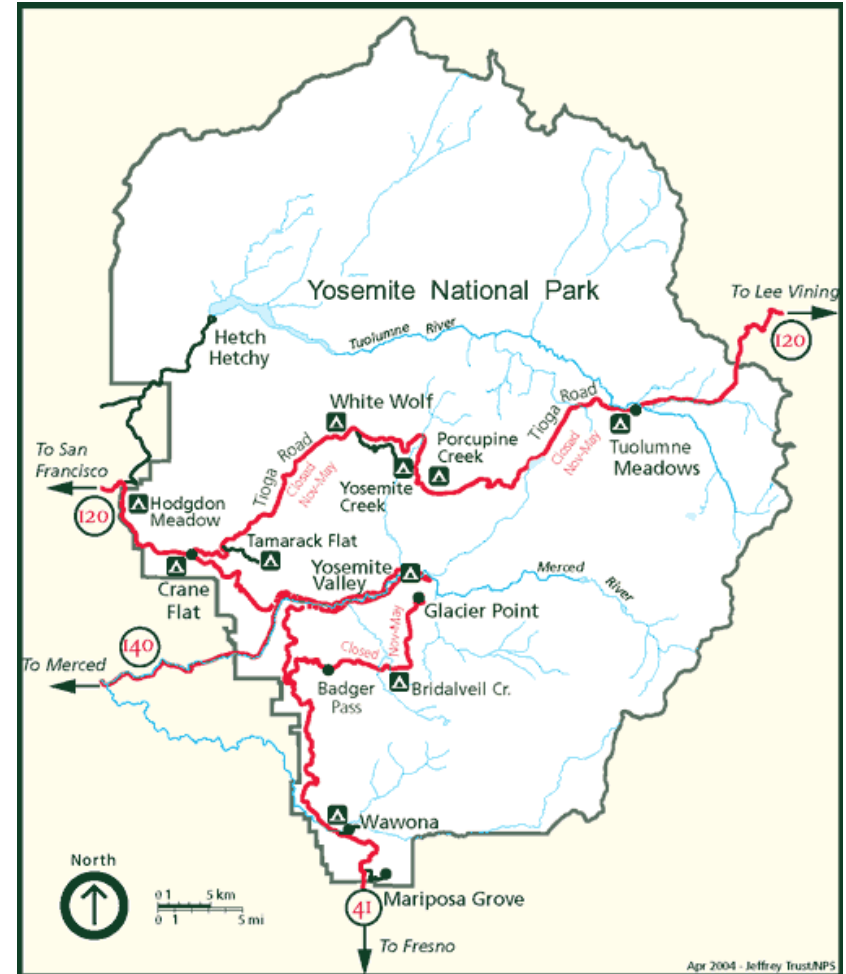 Yosemite National Park
To Lee Vining
120
Hetch
Hetchy
Tuolumne River
White Wolf
Tioga Road
Closed
Nov-May
Porcupine
Creek
Tioga Road
Closed
Nov-May
Tuolumne
Meadows
To San
Francisco
120
Hodgdon
Meadow
Yosemite
Creek
Tamarack Flat
Crane
Flat
Yosemite
Valley
Merced River
Glacier Point
Closed Nov-May
140
To Merced
Badger
Pass
Bridalveil Cr.
Wawona
North
0 1 5 km
0 1 5 mi
Mariposa Grove
41
To Fresno
Apr 2004 - Jeffrey Trust/NPS